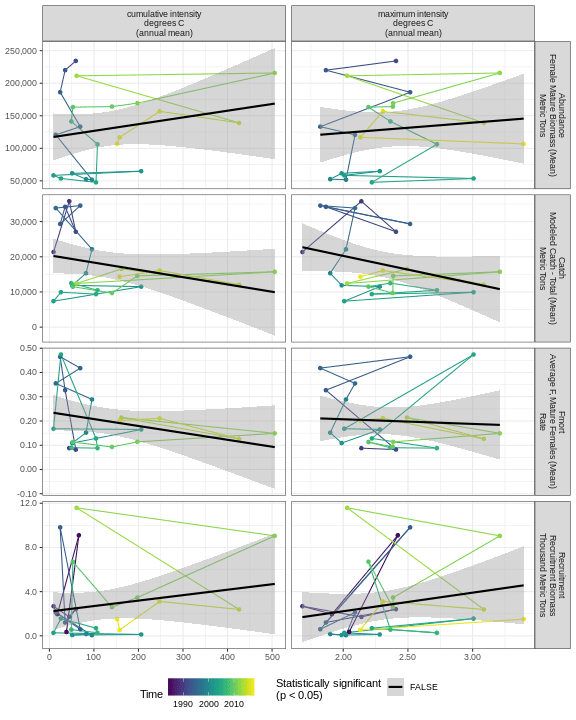 cumulative intensity
degrees C
(annual mean)
maximum intensity
degrees C
(annual mean)
250,000
200,000
150,000
100,000
50,000
Abundance
Female Mature Biomass (Mean)
Metric Tons
30,000
20,000
10,000
0
Catch
Modeled Catch - Total (Mean)
Metric Tons
0.50
0.40
0.30
0.20
0.10
0.00
-0.10
Fmort
Average F, Mature Females (Mean)
Rate
12.0
8.0
4.0
0.0
Recruitment
Recruitment Biomass
Thousand Metric Tons
0 100 200 300 400 500
2.00 2.50 3.00
Time
1990 2000 2010
Statistically significant
(p < 0.05)
FALSE